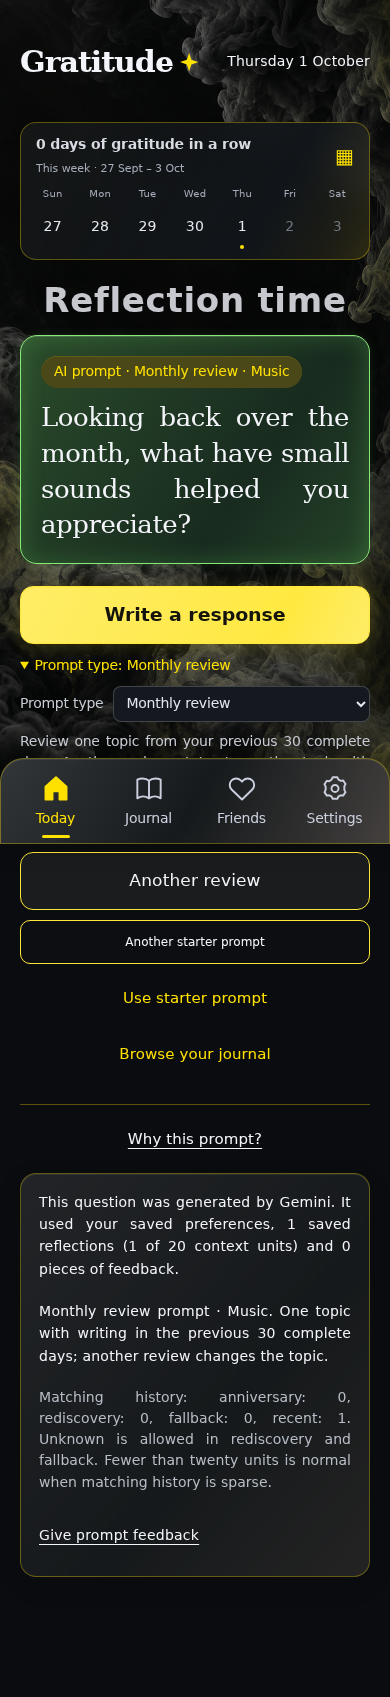 Gratitude
Thursday 1 October
0 days of gratitude in a row
This week · 27 Sept – 3 Oct
Sun Mon Tue Wed Thu Fri Sat
27 28 29 30 1 2 3
Reflection time
AI prompt · Monthly review · Music
Looking back over the
month, what have small
sounds helped you
appreciate?
Write a response
▼ Prompt type: Monthly review
Prompt type Monthly review
Review one topic from your previous 30 complete
Today Journal Friends Settings
Another review
Another starter prompt
Use starter prompt
Browse your journal
Why this prompt?
This question was generated by Gemini. It
used your saved preferences, 1 saved
reflections (1 of 20 context units) and 0
pieces of feedback.
Monthly review prompt · Music. One topic
with writing in the previous 30 complete
days; another review changes the topic.
Matching history: anniversary: 0,
rediscovery: 0, fallback: 0, recent: 1.
Unknown is allowed in rediscovery and
fallback. Fewer than twenty units is normal
when matching history is sparse.
Give prompt feedback